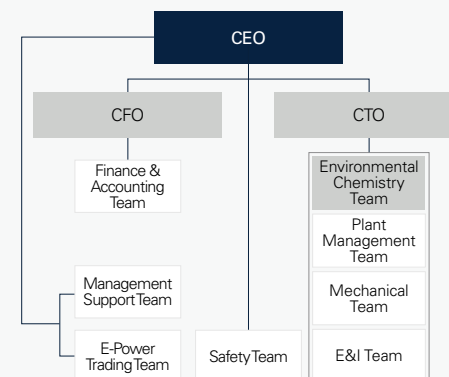 CEO
CFO
CTO
Finance &
Accounting
Team
Environmental
Chemistry
Team
Plant
Management
Team
Management
Support Team
Mechanical
Team
E-Power
Trading Team
Safety Team
E&I Team